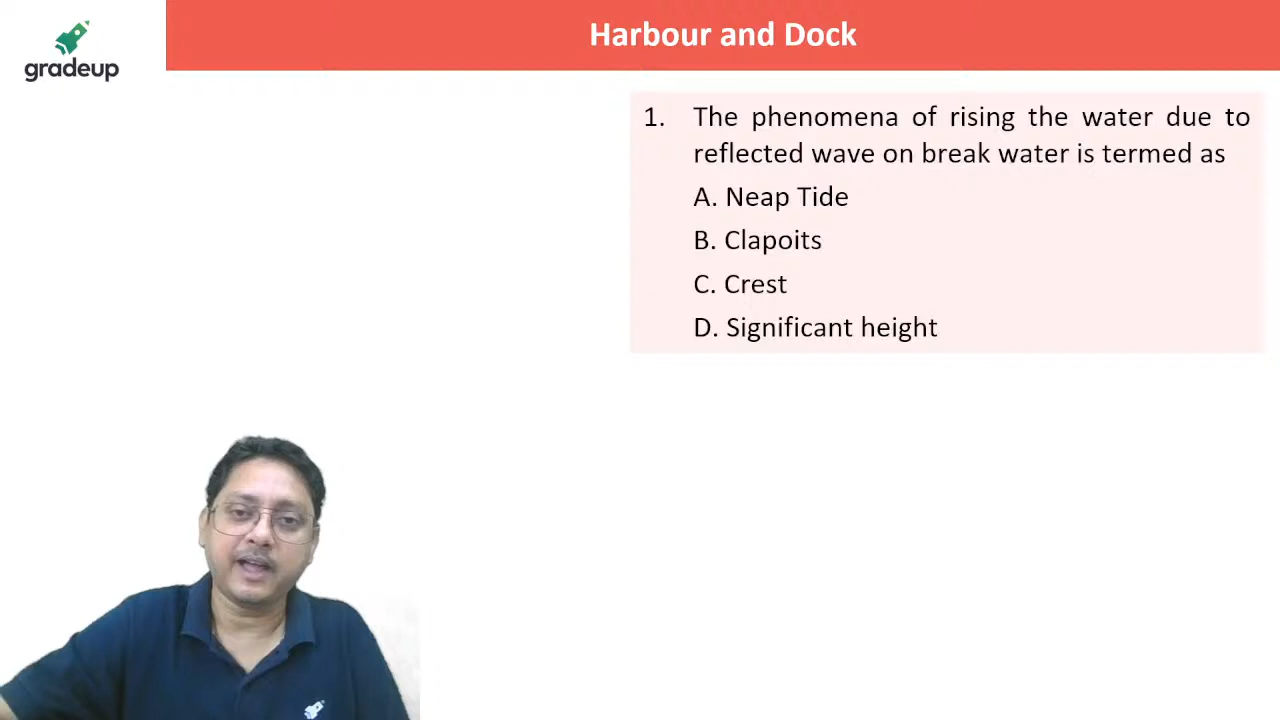 gradeup
Harbour and Dock
1. The phenomena of rising the water due to
reflected wave on break water is termed as
A. Neap Tide
B. Clapoits
C. Crest
D. Significant height